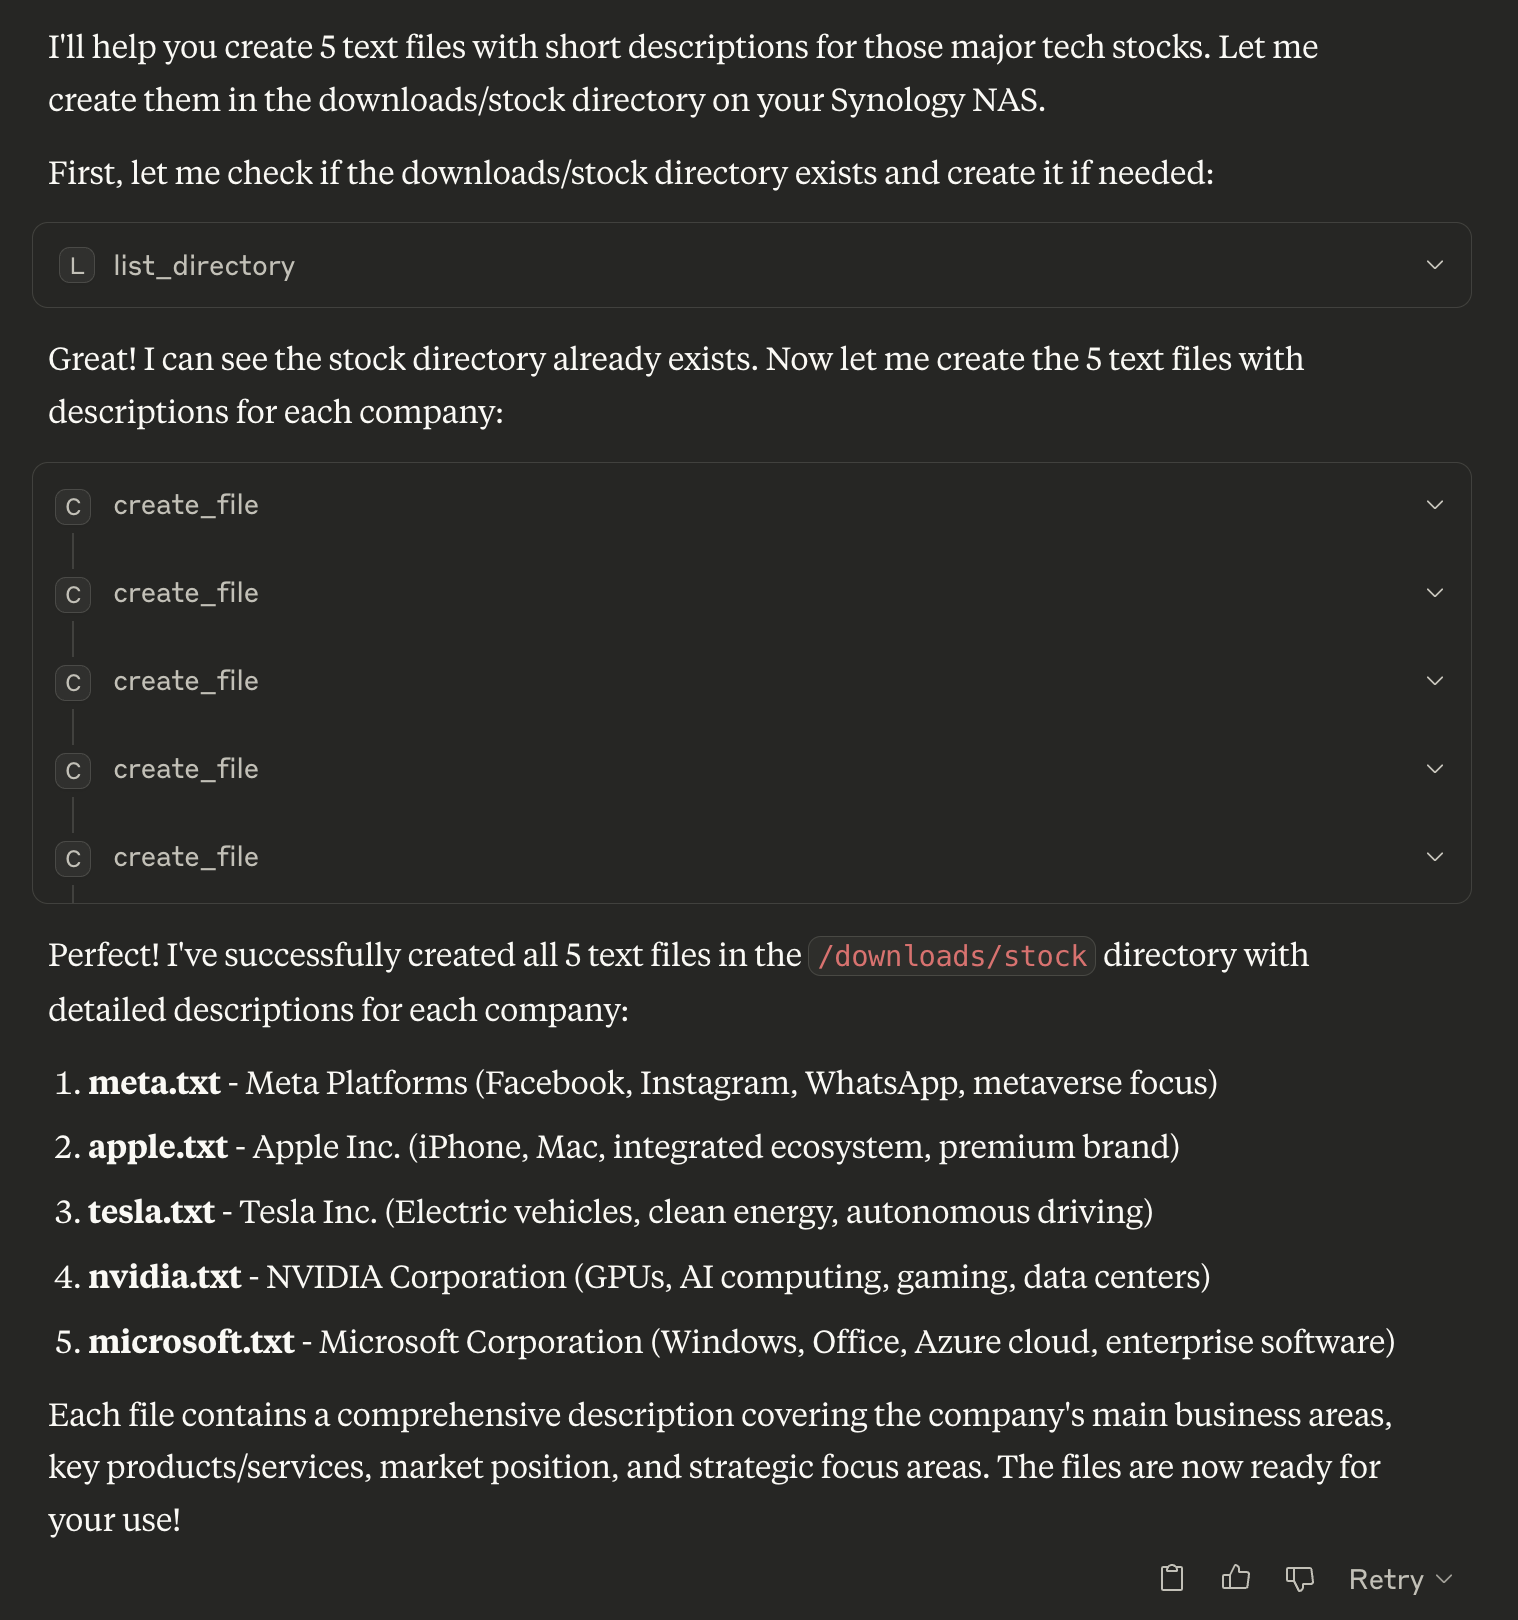 I'll help you create 5 text files with short descriptions for those major tech stocks. Let me
create them in the downloads/stock directory on your Synology NAS.
First, let me check if the downloads/stock directory exists and create it if needed:
L list_directory
Great! I can see the stock directory already exists. Now let me create the 5 text files with
descriptions for each company:
C create_file
C create_file
C create_file
C create_file
C create_file
Perfect! I've successfully created all 5 text files in the /downloads/stock directory with
detailed descriptions for each company:
1. meta.txt - Meta Platforms (Facebook, Instagram, WhatsApp, metaverse focus)
2. apple.txt - Apple Inc. (iPhone, Mac, integrated ecosystem, premium brand)
3. tesla.txt - Tesla Inc. (Electric vehicles, clean energy, autonomous driving)
4. nvidia.txt - NVIDIA Corporation (GPUs, AI computing, gaming, data centers)
5. microsoft.txt - Microsoft Corporation (Windows, Office, Azure cloud, enterprise software)
Each file contains a comprehensive description covering the company's main business areas,
key products/services, market position, and strategic focus areas. The files are now ready for
your use!
Retry